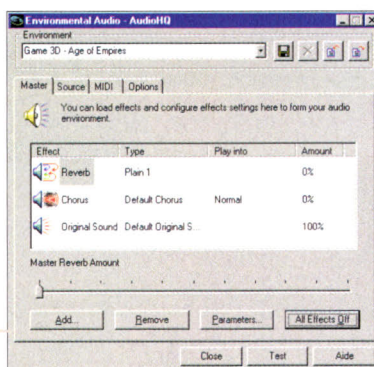 Environmental Audio - AudioHQ
Environment
Game 3D - Age of Empires
Master Source MIDI Options
You can load effects and configure effects settings here to form your audio
environment.
Effect Type Play into Amount
Reverb Plain 1 0%
Chorus Default Chorus Normal 0%
Original Sound Default Original S... 100%
Master Reverb Amount
Add... Remove Parameters... All Effects Off
Close Test Aide